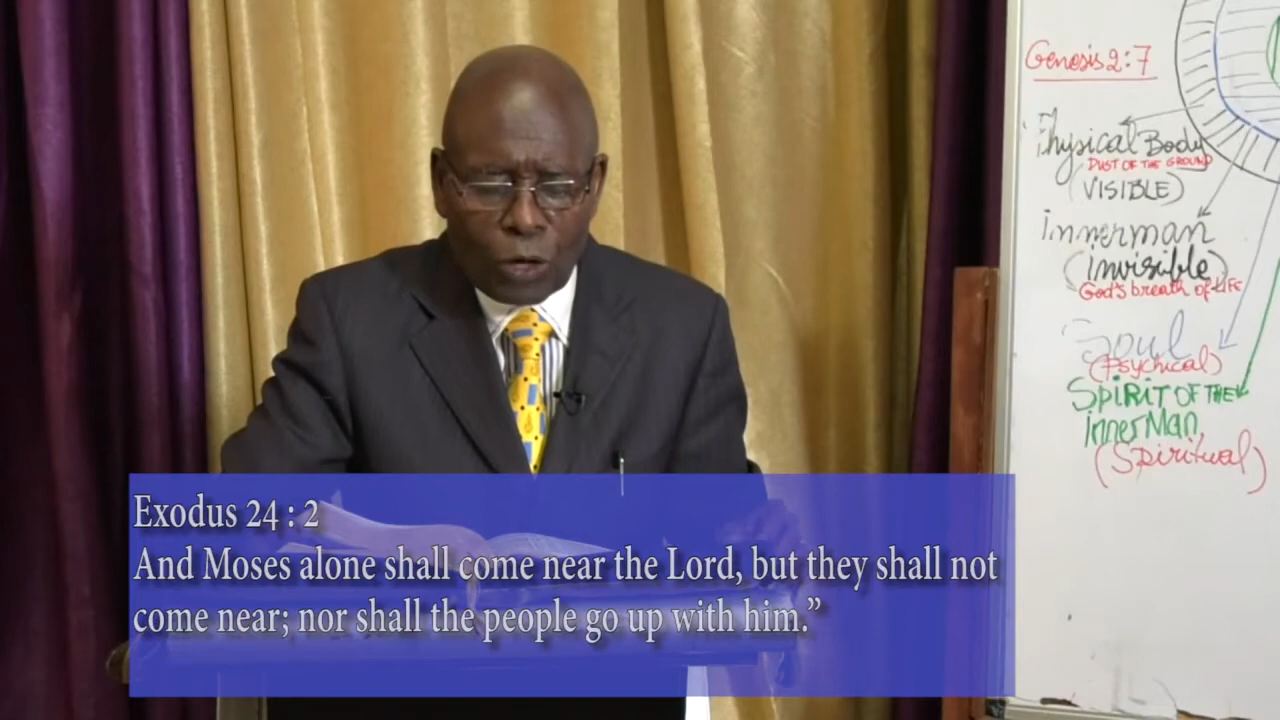 Exodus 24 : 2
And Moses alone shall come near the Lord, but they shall not
come near; nor shall the people go up with him.”
Genesis 2:7
Physical Body
DUST OF THE GROUND
(VISIBLE)
Innerman
(Invisible)
God's breath of LIFE
Soul
(Psychical)
SPIRIT OF THE
InnerMan
(Spiritual)